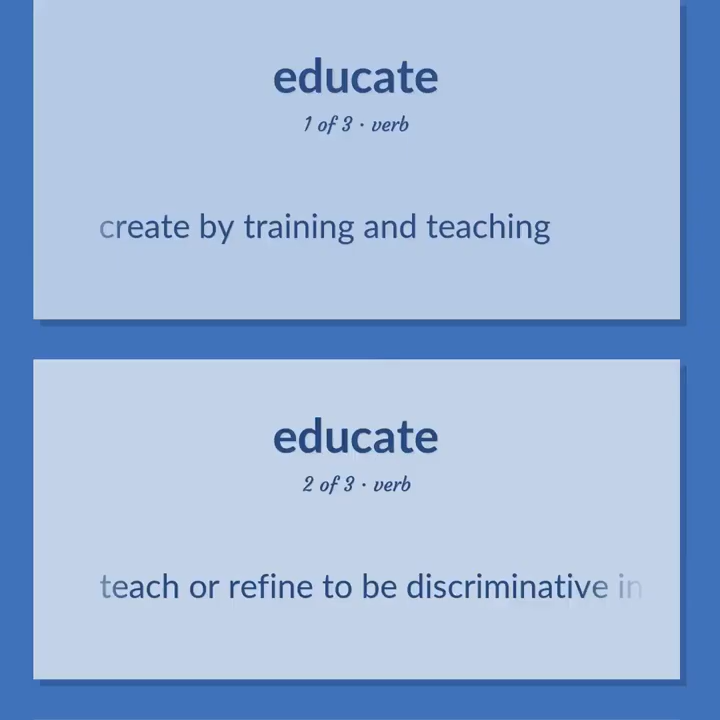 educate
1 of 3 · verb
create by training and teaching
educate
2 of 3 · verb
teach or refine to be discriminative in